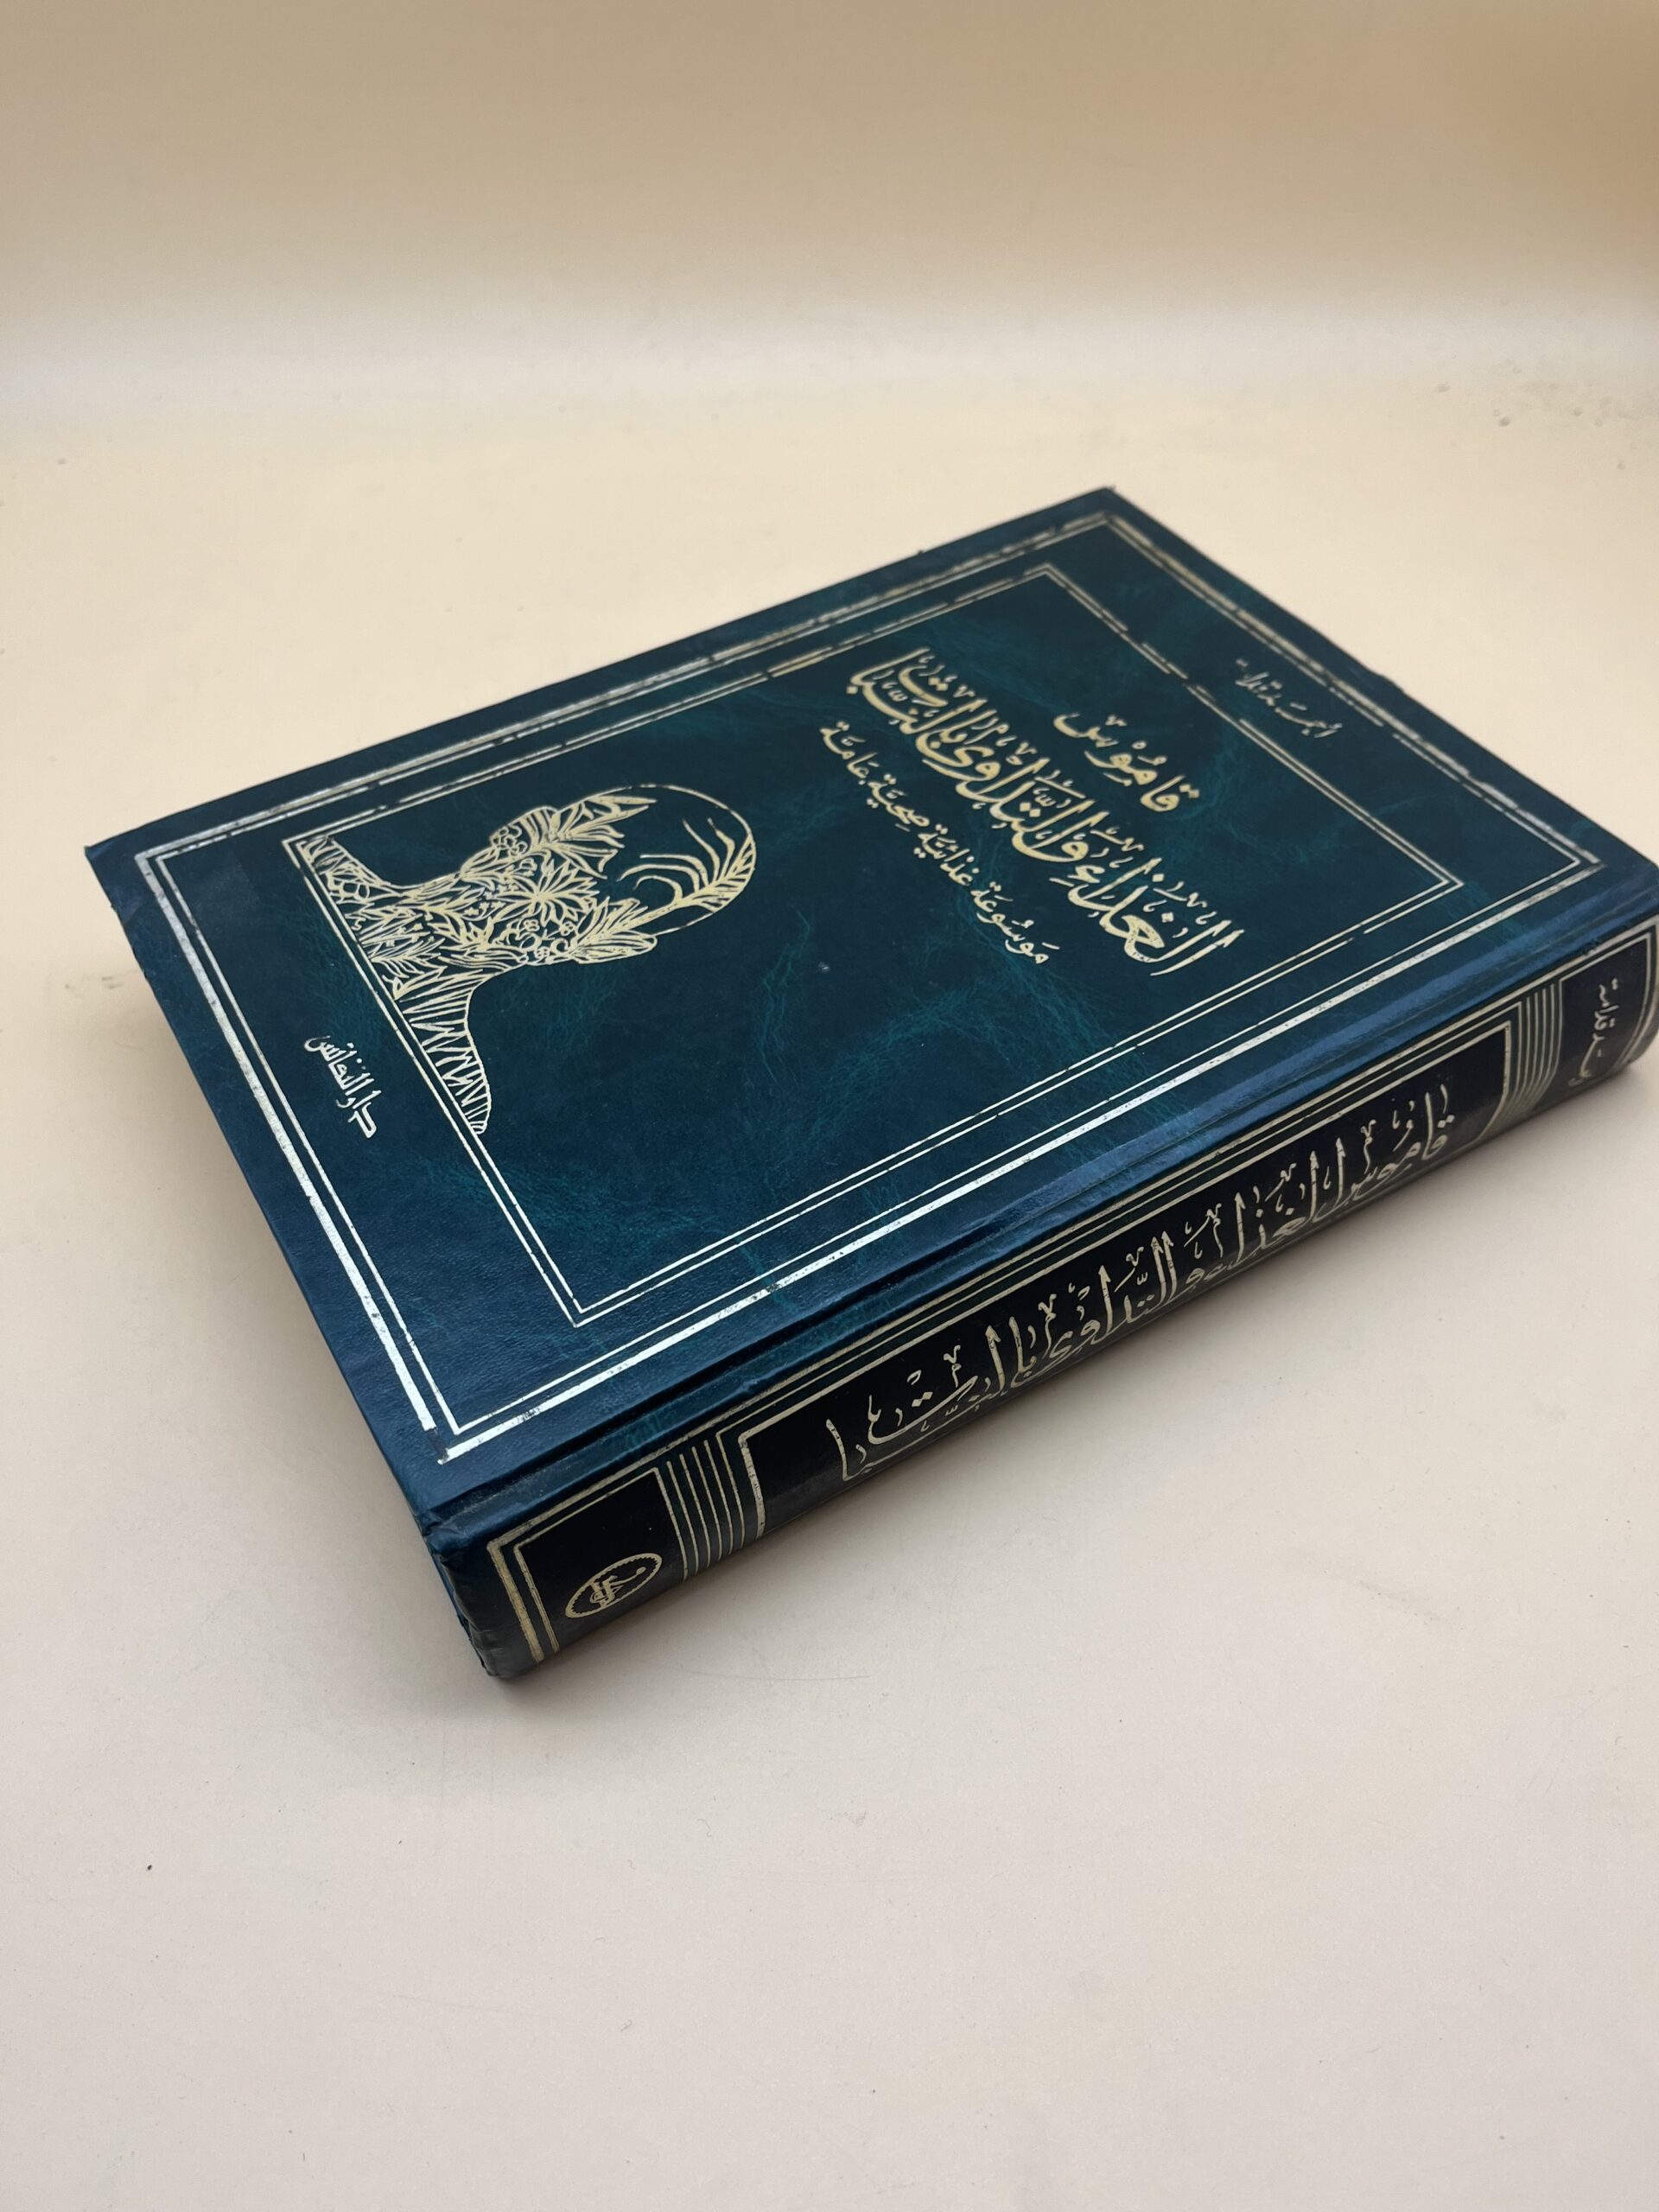 أحمد قدامة
قاموس
الغذاء والتداوي بالنبات
موسوعة غذائية صحية عامة
دار النفائس
أحمد قدامة
قاموس الغذاء والتداوي بالنبات